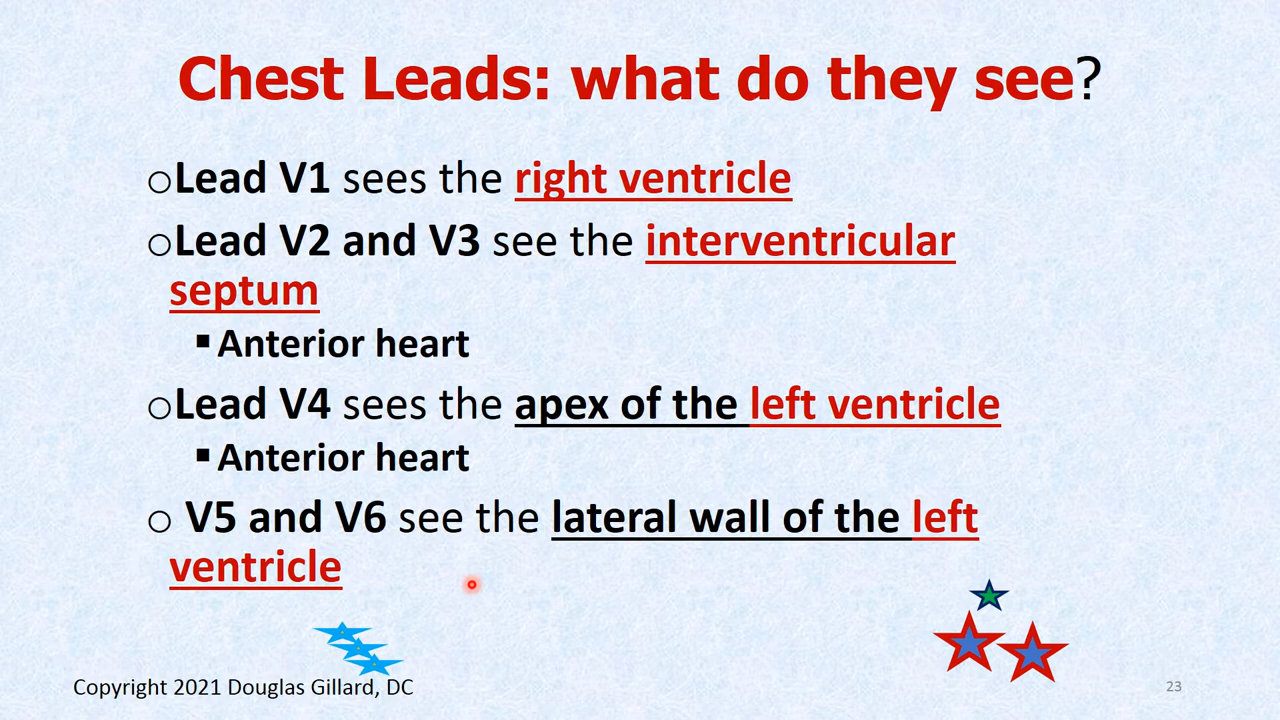 Chest Leads: what do they see?
○Lead V1 sees the right ventricle
○Lead V2 and V3 see the interventricular
septum
▪Anterior heart
○Lead V4 sees the apex of the left ventricle
▪Anterior heart
○ V5 and V6 see the lateral wall of the left
ventricle
Copyright 2021 Douglas Gillard, DC
23